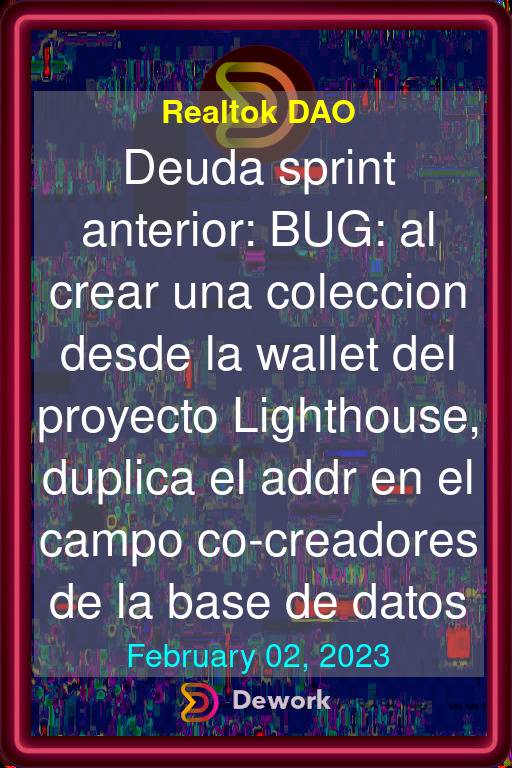 Realtok DAO
Deuda sprint
anterior: BUG: al
crear una coleccion
desde la wallet del
proyecto Lighthouse,
duplica el addr en el
campo co-creadores
de la base de datos
February 02, 2023
Dework